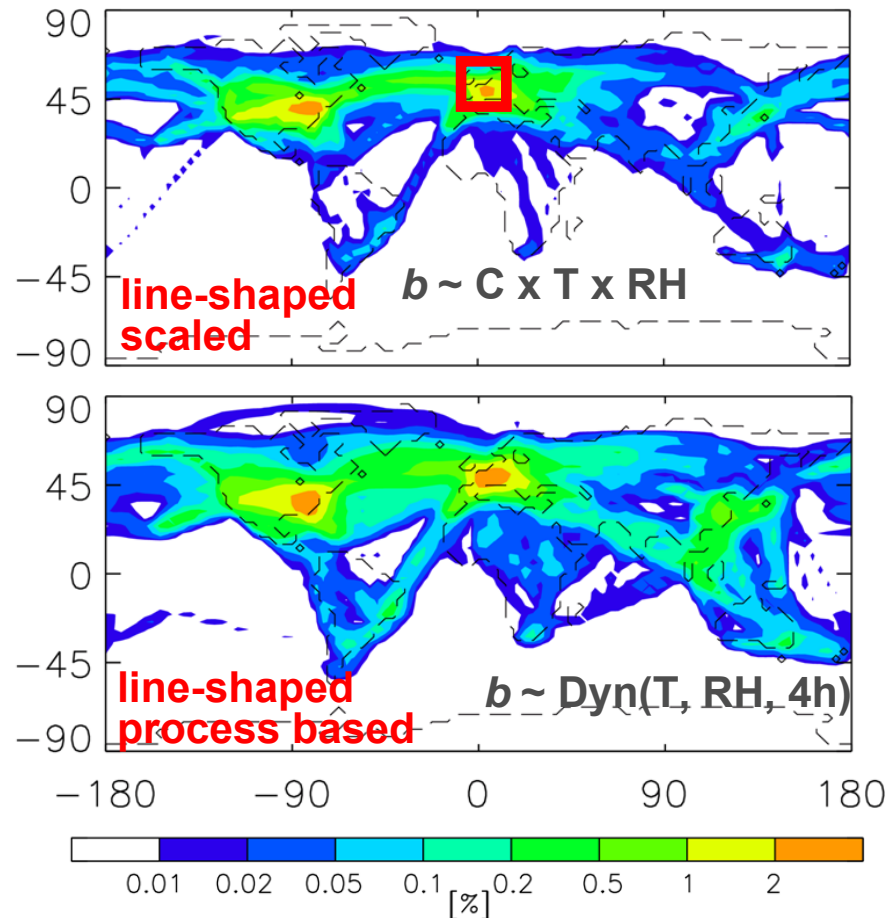 90
45
0
−45
−90
line-shaped
scaled
b ~ C x T x RH
90
45
0
−45
−90
line-shaped
process based
b ~ Dyn(T, RH, 4h)
−180 −90 0 90 180
0.01 0.02 0.05 0.1 0.2 0.5 1 2
[%]